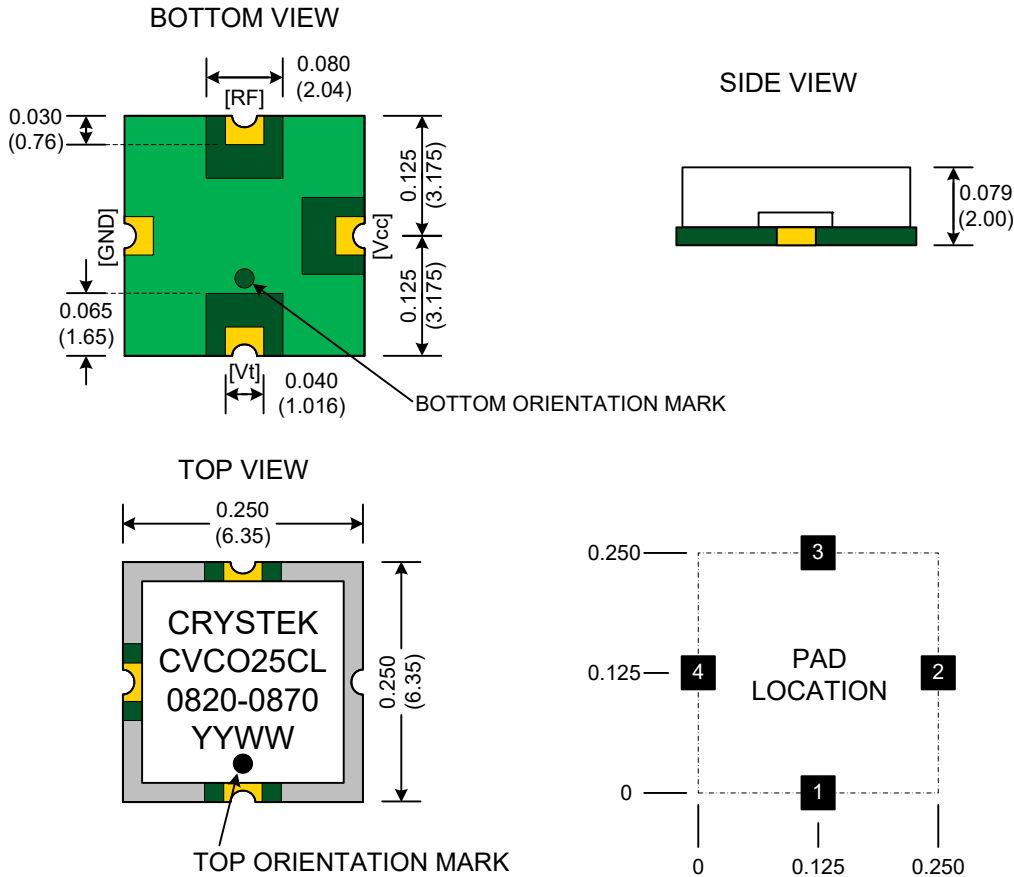 BOTTOM VIEW
0.080
(2.04)
[RF]
0.030
(0.76)
0.125
(3.175)
[GND]
[Vcc]
0.065
(1.65)
0.125
(3.175)
[Vt]
0.040
(1.016)
BOTTOM ORIENTATION MARK
SIDE VIEW
0.079
(2.00)
TOP VIEW
0.250
(6.35)
CRYSTEK
CVCO25CL
0820-0870
YYWW
0.250
(6.35)
TOP ORIENTATION MARK
0.250
3
0.125
4
PAD
LOCATION
2
0
1
0
0.125
0.250